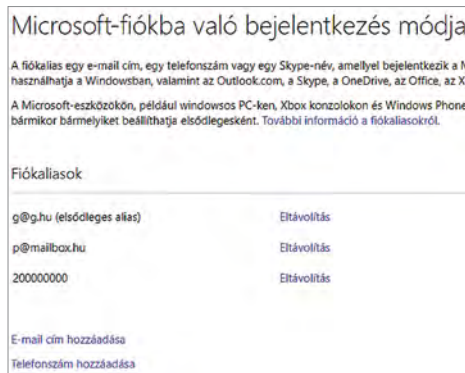 Microsoft-fiókba való bejelentkezés módja
A fiókalias egy e-mail cím, egy telefonszám vagy egy Skype-név, amellyel bejelentkezik a
használhatja a Windowsban, valamint az Outlook.com, a Skype, a OneDrive, az Office, az X
A Microsoft-eszközökön, például windowsos PC-ken, Xbox konzolokon és Windows Phone
bármikor bármelyiket beállíthatja elsődlegesként. További információ a fiókaliasokról.
Fiókaliasok
g@g.hu (elsődleges alias) Eltávolítás
p@mailbox.hu Eltávolítás
200000000 Eltávolítás
E-mail cím hozzáadása
Telefonszám hozzáadása